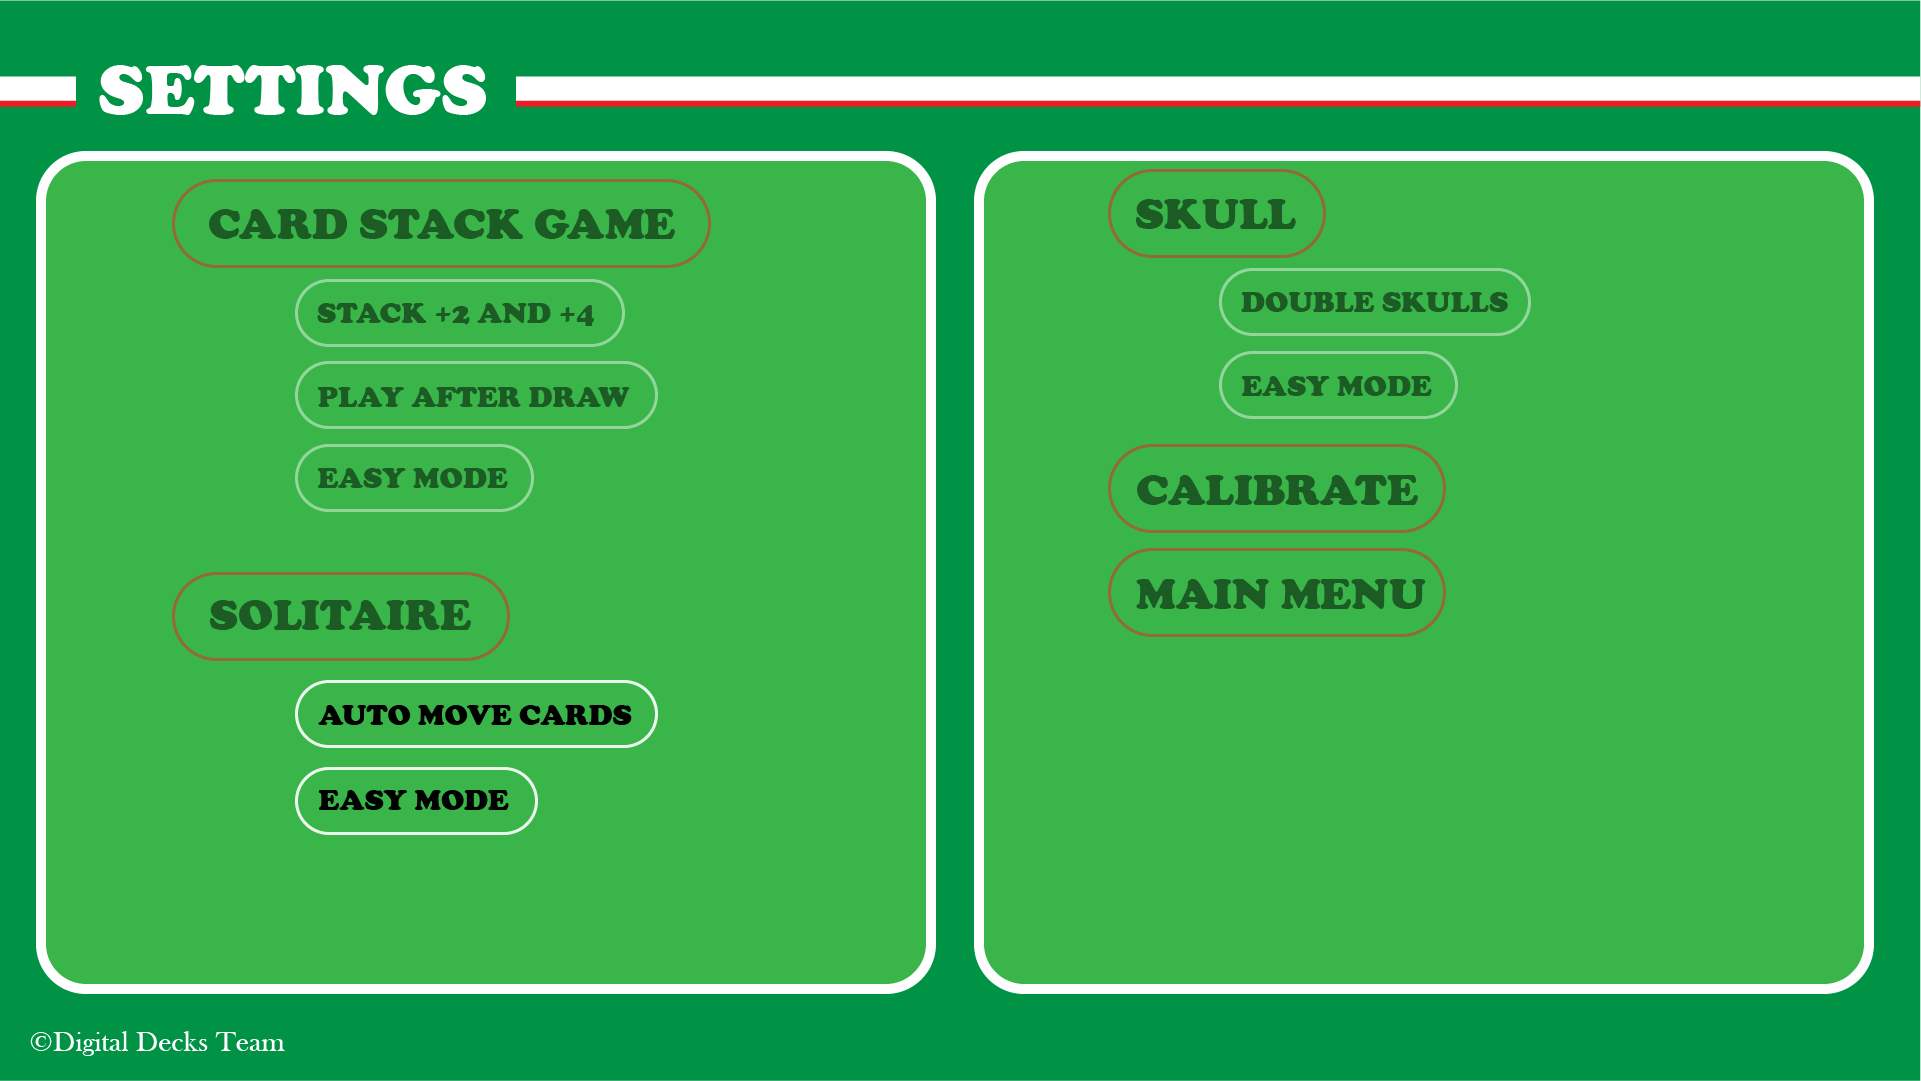 SETTINGS
CARD STACK GAME
STACK +2 AND +4
PLAY AFTER DRAW
EASY MODE
SOLITAIRE
AUTO MOVE CARDS
EASY MODE
SKULL
DOUBLE SKULLS
EASY MODE
CALIBRATE
MAIN MENU
©Digital Decks Team